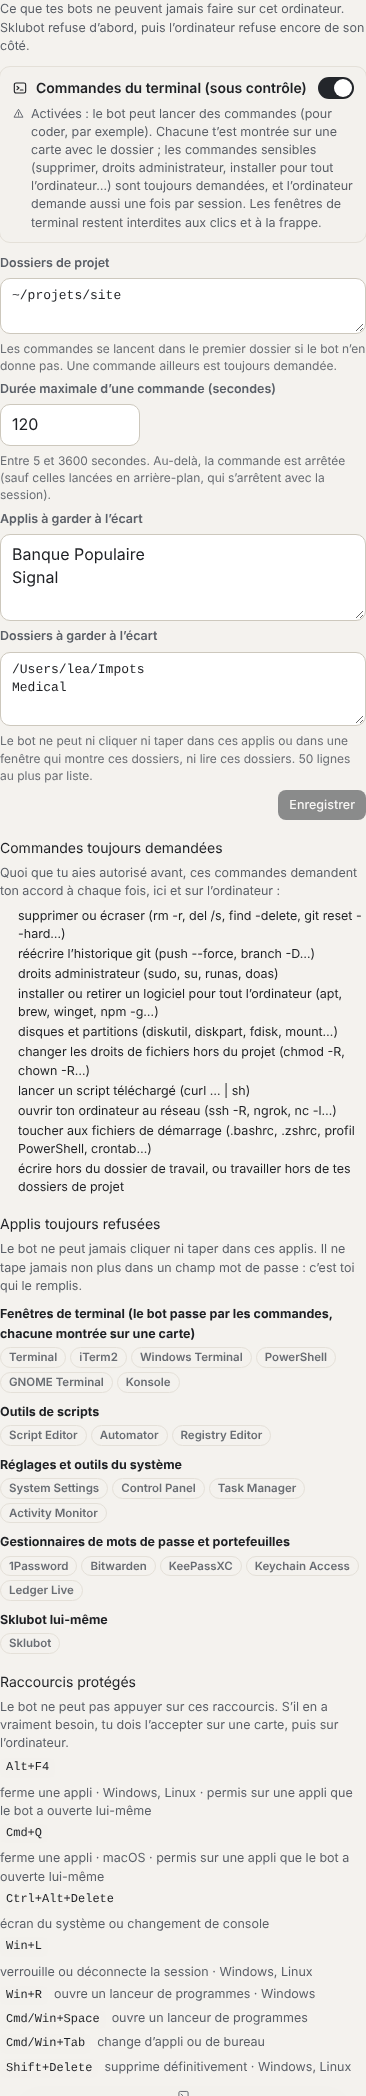 Ce que tes bots ne peuvent jamais faire sur cet ordinateur.
Sklubot refuse d’abord, puis l’ordinateur refuse encore de son
côté.
Commandes du terminal (sous contrôle)
Activées : le bot peut lancer des commandes (pour
coder, par exemple). Chacune t’est montrée sur une
carte avec le dossier ; les commandes sensibles
(supprimer, droits administrateur, installer pour tout
l’ordinateur…) sont toujours demandées, et l’ordinateur
demande aussi une fois par session. Les fenêtres de
terminal restent interdites aux clics et à la frappe.
Dossiers de projet
~/projets/site
Les commandes se lancent dans le premier dossier si le bot n’en
donne pas. Une commande ailleurs est toujours demandée.
Durée maximale d’une commande (secondes)
120
Entre 5 et 3600 secondes. Au-delà, la commande est arrêtée
(sauf celles lancées en arrière-plan, qui s’arrêtent avec la
session).
Applis à garder à l’écart
Banque Populaire
Signal
Dossiers à garder à l’écart
/Users/lea/Impots
Medical
Le bot ne peut ni cliquer ni taper dans ces applis ou dans une
fenêtre qui montre ces dossiers, ni lire ces dossiers. 50 lignes
au plus par liste.
Enregistrer
Commandes toujours demandées
Quoi que tu aies autorisé avant, ces commandes demandent
ton accord à chaque fois, ici et sur l’ordinateur :
supprimer ou écraser (rm -r, del /s, find -delete, git reset -
-hard…)
réécrire l’historique git (push --force, branch -D…)
droits administrateur (sudo, su, runas, doas)
installer ou retirer un logiciel pour tout l’ordinateur (apt,
brew, winget, npm -g…)
disques et partitions (diskutil, diskpart, fdisk, mount…)
changer les droits de fichiers hors du projet (chmod -R,
chown -R…)
lancer un script téléchargé (curl … | sh)
ouvrir ton ordinateur au réseau (ssh -R, ngrok, nc -l…)
toucher aux fichiers de démarrage (.bashrc, .zshrc, profil
PowerShell, crontab…)
écrire hors du dossier de travail, ou travailler hors de tes
dossiers de projet
Applis toujours refusées
Le bot ne peut jamais cliquer ni taper dans ces applis. Il ne
tape jamais non plus dans un champ mot de passe : c’est toi
qui le remplis.
Fenêtres de terminal (le bot passe par les commandes,
chacune montrée sur une carte)
Terminal iTerm2 Windows Terminal PowerShell
GNOME Terminal Konsole
Outils de scripts
Script Editor Automator Registry Editor
Réglages et outils du système
System Settings Control Panel Task Manager
Activity Monitor
Gestionnaires de mots de passe et portefeuilles
1Password Bitwarden KeePassXC Keychain Access
Ledger Live
Sklubot lui-même
Sklubot
Raccourcis protégés
Le bot ne peut pas appuyer sur ces raccourcis. S’il en a
vraiment besoin, tu dois l’accepter sur une carte, puis sur
l’ordinateur.
Alt+F4
ferme une appli · Windows, Linux · permis sur une appli que
le bot a ouverte lui-même
Cmd+Q
ferme une appli · macOS · permis sur une appli que le bot a
ouverte lui-même
Ctrl+Alt+Delete
écran du système ou changement de console
Win+L
verrouille ou déconnecte la session · Windows, Linux
Win+R ouvre un lanceur de programmes · Windows
Cmd/Win+Space ouvre un lanceur de programmes
Cmd/Win+Tab change d’appli ou de bureau
Shift+Delete supprime définitivement · Windows, Linux